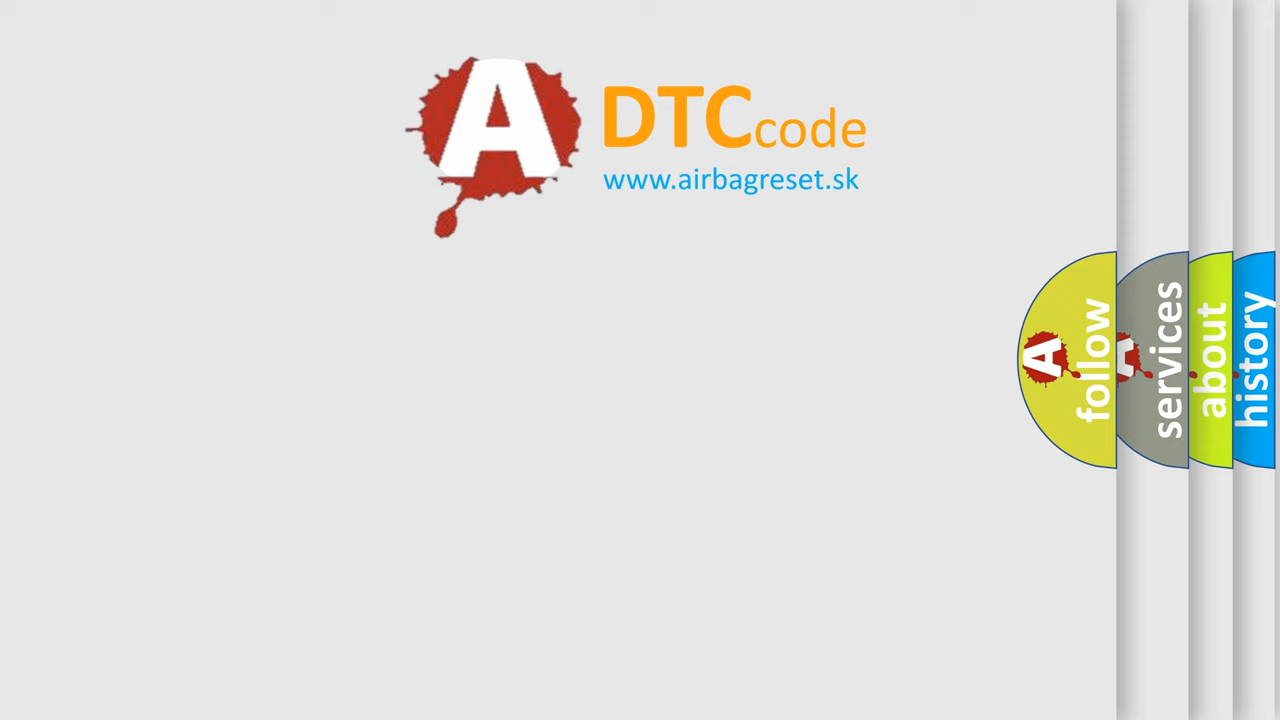 A DTCcode
www.airbagreset.sk
A follow
A services
about
history